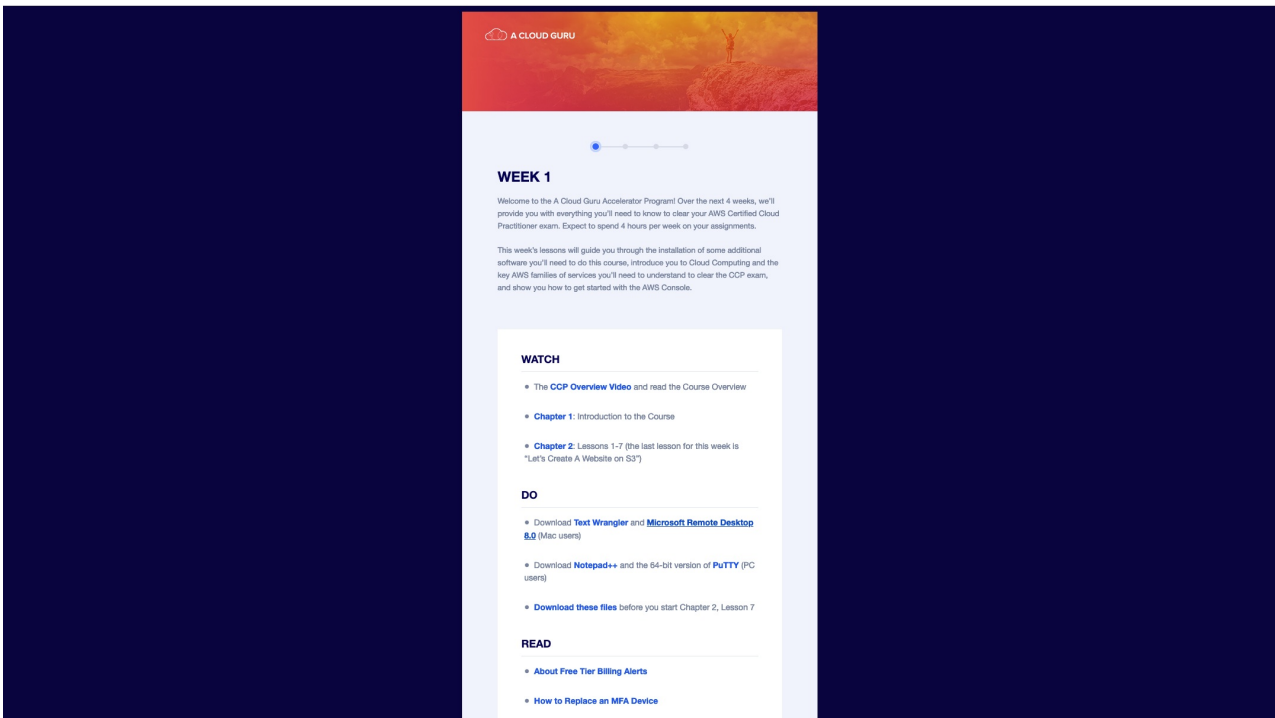 A CLOUD GURU
WEEK 1
Welcome to the A Cloud Guru Accelerator Program! Over the next 4 weeks, we'll
provide you with everything you'll need to know to clear your AWS Certified Cloud
Practitioner exam. Expect to spend 4 hours per week on your assignments.
This week's lessons will guide you through the installation of some additional
software you'll need to do this course, introduce you to Cloud Computing and the
key AWS families of services you'll need to understand to clear the CCP exam,
and show you how to get started with the AWS Console.
WATCH
• The CCP Overview Video and read the Course Overview
• Chapter 1: Introduction to the Course
• Chapter 2: Lessons 1-7 (the last lesson for this week is
"Let's Create A Website on S3")
DO
• Download Text Wrangler and Microsoft Remote Desktop
8.0 (Mac users)
• Download Notepad++ and the 64-bit version of PuTTY (PC
users)
• Download these files before you start Chapter 2, Lesson 7
READ
• About Free Tier Billing Alerts
• How to Replace an MFA Device